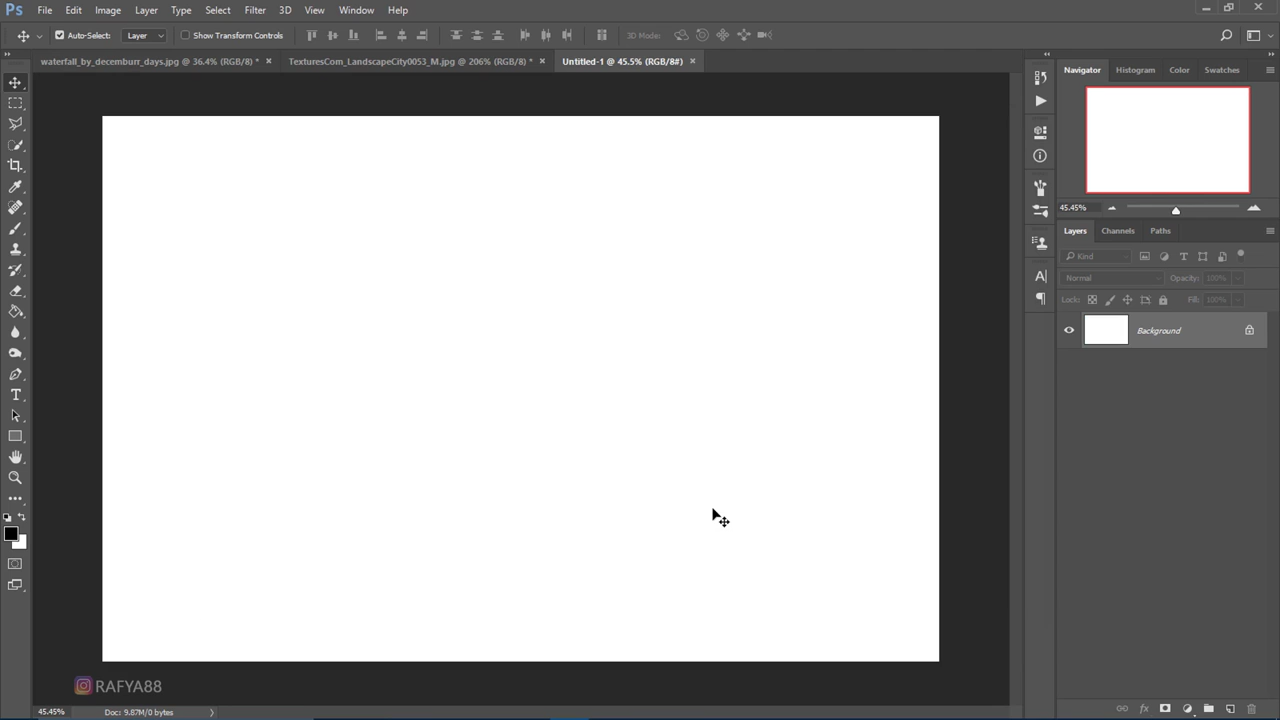 Ps File Edit Image Layer Type Select Filter 3D View Window Help
Auto-Select: Layer Show Transform Controls 3D Mode:
waterfall_by_decemburr_days.jpg @ 36.4% (RGB/8) * TexturesCom_LandscapeCity0053_M.jpg @ 206% (RGB/8) * Untitled-1 @ 45.5% (RGB/8#)
Navigator Histogram Color Swatches
45.45%
Layers Channels Paths
Kind
Normal Opacity: 100%
Lock: Fill: 100%
Background
RAFYA88
45.45% Doc: 9.87M/0 bytes